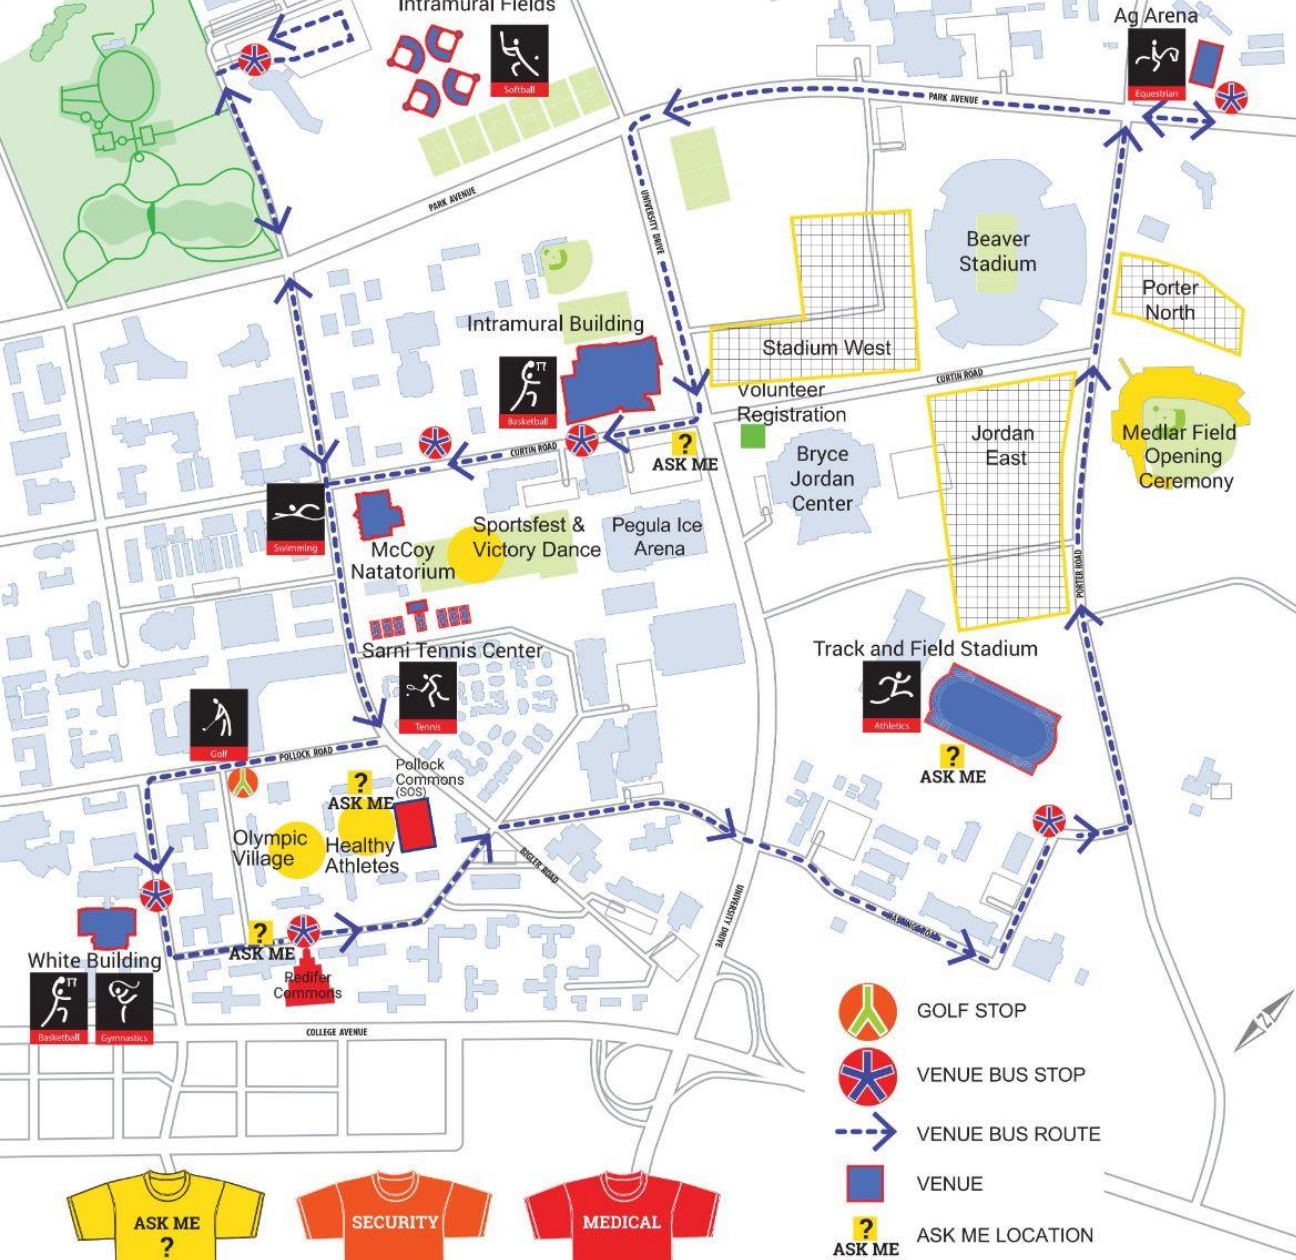 Intramural Fields
Softball
Ag Arena
Equestrian
PARK AVENUE
PARK AVENUE
UNIVERSITY DRIVE
Beaver
Stadium
Porter
North
Intramural Building
Basketball
Stadium West
CURTIN ROAD
Volunteer
Registration
Jordan
East
Medlar Field
Opening
Ceremony
CURTIN ROAD
?
ASK ME
Bryce
Jordan
Center
Swimming
McCoy
Natatorium
Sportsfest &
Victory Dance
Pegula Ice
Arena
PORTER ROAD
Sarni Tennis Center
Tennis
Track and Field Stadium
Athletics
?
ASK ME
Golf
POLLOCK ROAD
Pollock
Commons
(SOS)
?
ASK ME
Olympic
Village
Healthy
Athletes
BIGLER ROAD
UNIVERSITY DRIVE
?
ASK ME
White Building
Basketball
Gymnastics
Redifer
Commons
COLLEGE AVENUE
GOLF STOP
VENUE BUS STOP
VENUE BUS ROUTE
VENUE
?
ASK ME
ASK ME LOCATION
N
ASK ME
?
SECURITY
MEDICAL